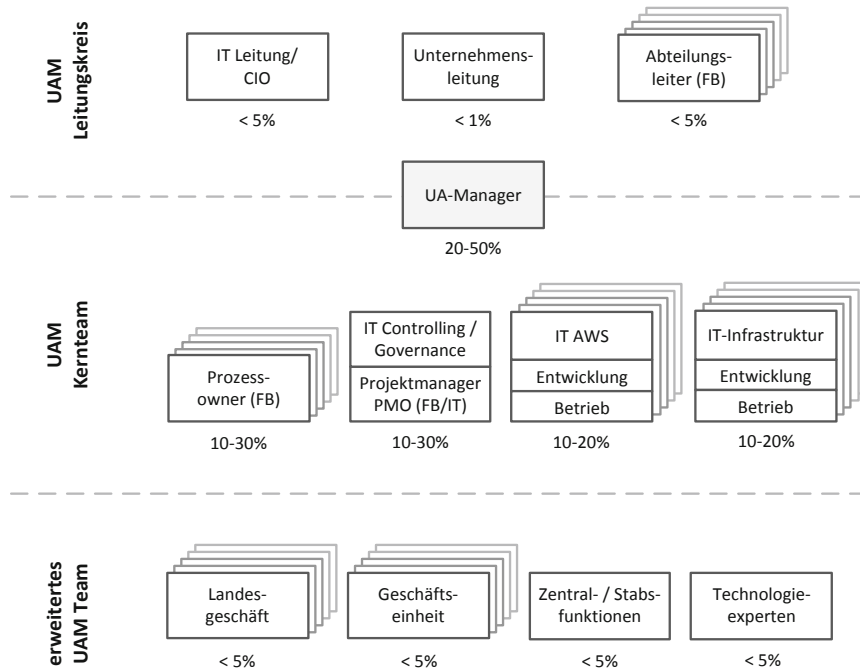 UAM
Leitungskreis
IT Leitung/
CIO
< 5%
Unternehmens-
leitung
< 1%
Abteilungs-
leiter (FB)
< 5%
UA-Manager
20-50%
UAM
Kernteam
Prozess-
owner (FB)
10-30%
IT Controlling /
Governance
Projektmanager
PMO (FB/IT)
10-30%
IT AWS
Entwicklung
Betrieb
10-20%
IT-Infrastruktur
Entwicklung
Betrieb
10-20%
erweitertes
UAM Team
Landes-
geschäft
< 5%
Geschäfts-
einheit
< 5%
Zentral- / Stabs-
funktionen
< 5%
Technologie-
experten
< 5%